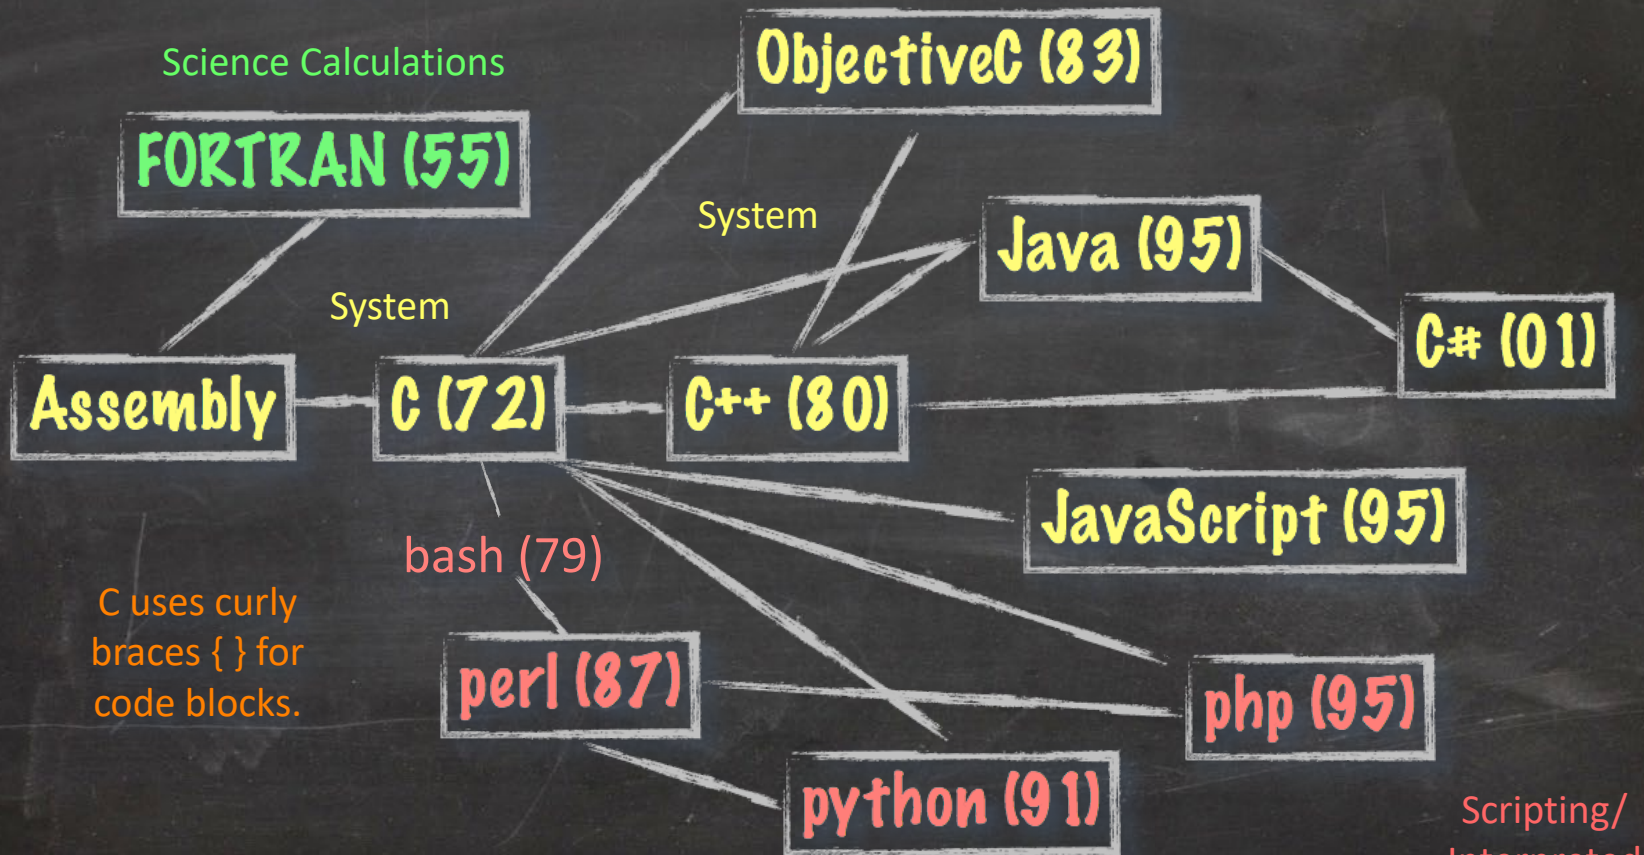 Science Calculations
ObjectiveC (83)
FORTRAN (55)
System
Java (95)
System
C# (01)
Assembly
C (72)
C++ (80)
JavaScript (95)
bash (79)
C uses curly
braces { } for
code blocks.
perl (87)
php (95)
python (91)
Scripting/
Interpreted